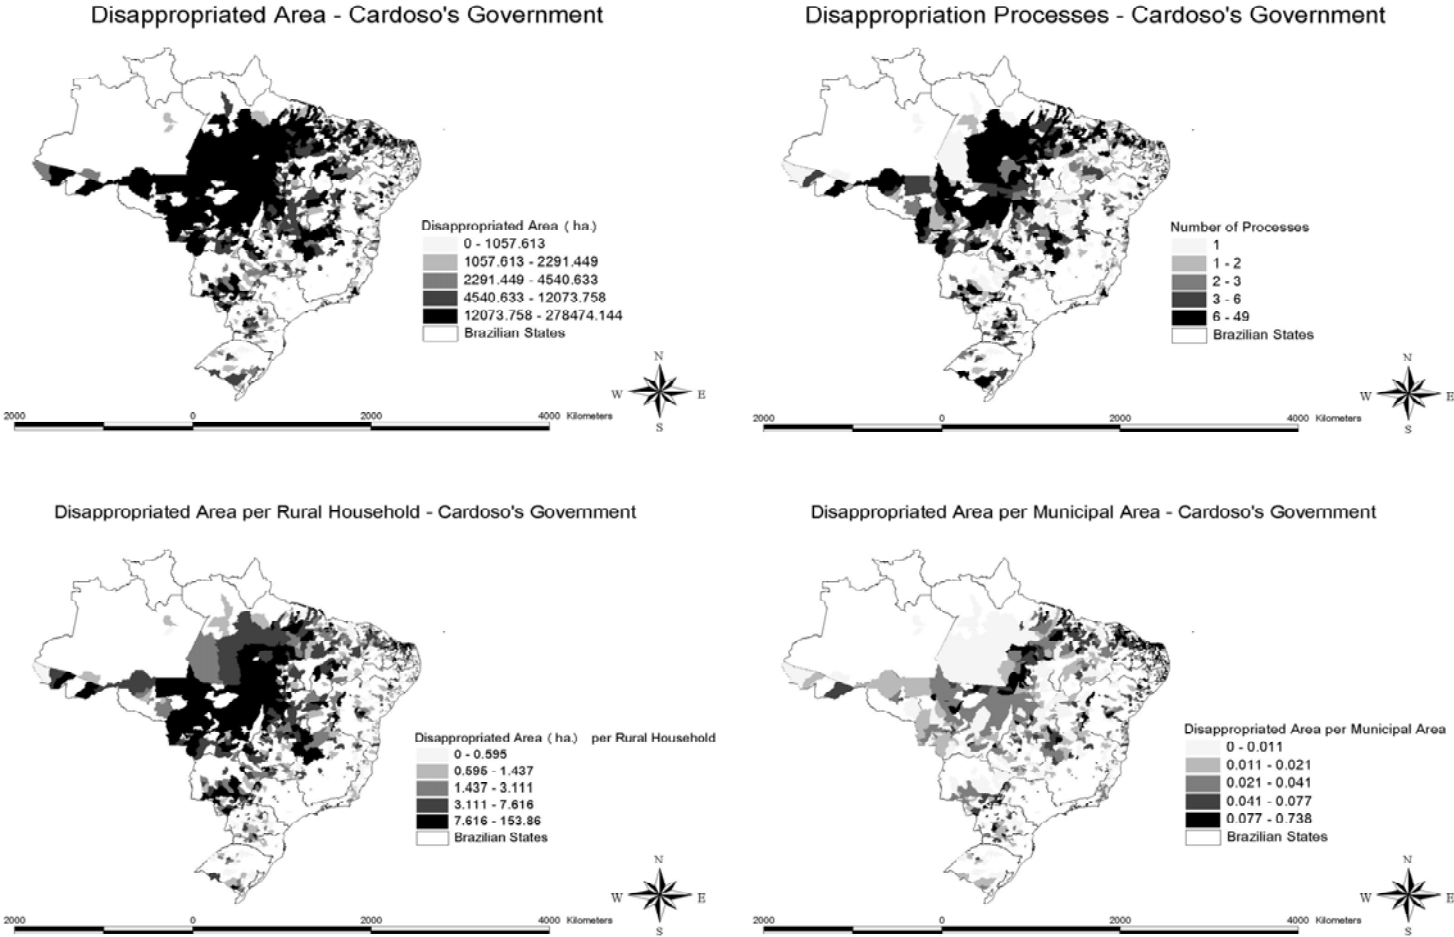 Disappropriated Area - Cardoso's Government
Disappropriated Area ( ha.)
0 - 1057.613
1057.613 - 2291.449
2291.449 - 4540.633
4540.633 - 12073.758
12073.758 - 278474.144
Brazilian States
N
W E
S
2000 0 2000 4000 Kilometers
Disappropriation Processes - Cardoso's Government
Number of Processes
1
1 - 2
2 - 3
3 - 6
6 - 49
Brazilian States
N
W E
S
2000 0 2000 4000 Kilometers
Disappropriated Area per Rural Household - Cardoso's Government
Disappropriated Area ( ha.) per Rural Household
0 - 0.595
0.595 - 1.437
1.437 - 3.111
3.111 - 7.616
7.616 - 153.86
Brazilian States
N
W E
S
2000 0 2000 4000 Kilometers
Disappropriated Area per Municipal Area - Cardoso's Government
Disappropriated Area per Municipal Area
0 - 0.011
0.011 - 0.021
0.021 - 0.041
0.041 - 0.077
0.077 - 0.738
Brazilian States
N
W E
S
2000 0 2000 4000 Kilometers